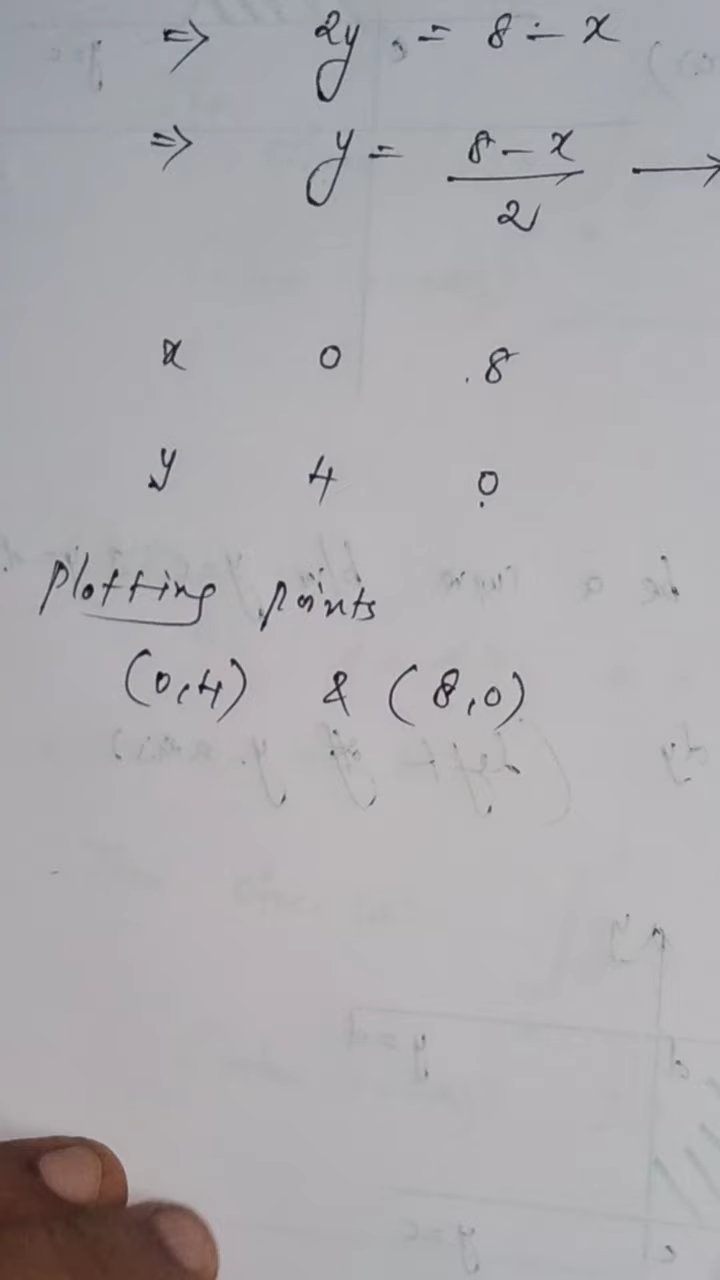 ⇒ 2y = 8 - x
⇒ y = (8 - x)/2 →
x 0 8
y 4 0
Plotting points
(0,4) & (8,0)